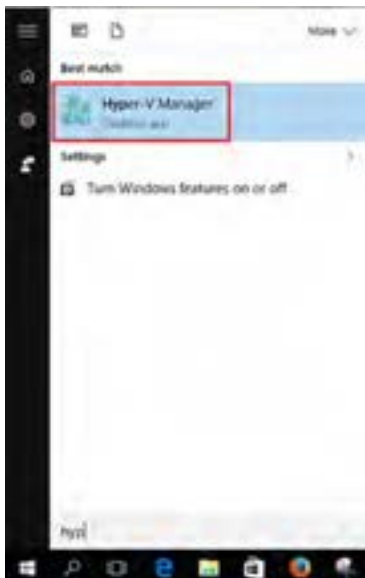 More
Best match
Hyper-V Manager
Desktop app
Settings
Turn Windows features on or off
hyp